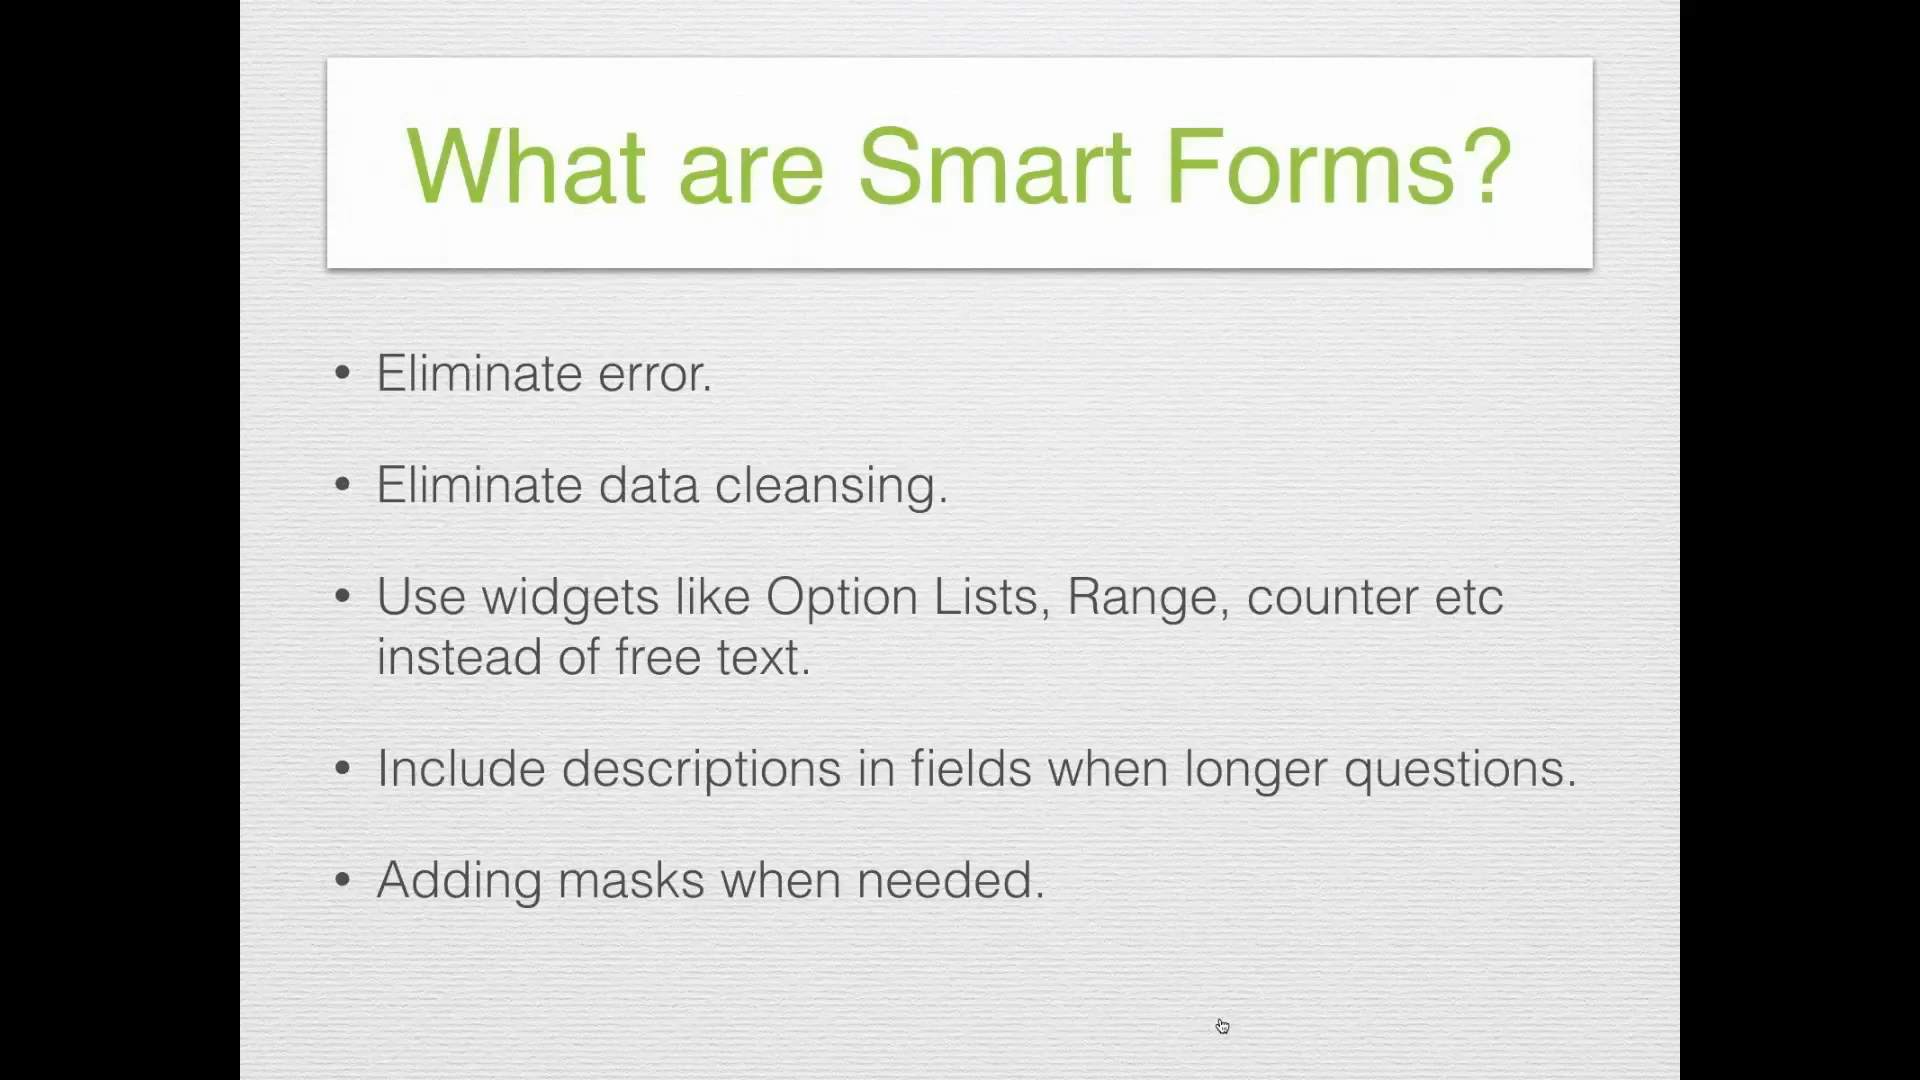 What are Smart Forms?
• Eliminate error.
• Eliminate data cleansing.
• Use widgets like Option Lists, Range, counter etc
instead of free text.
• Include descriptions in fields when longer questions.
• Adding masks when needed.